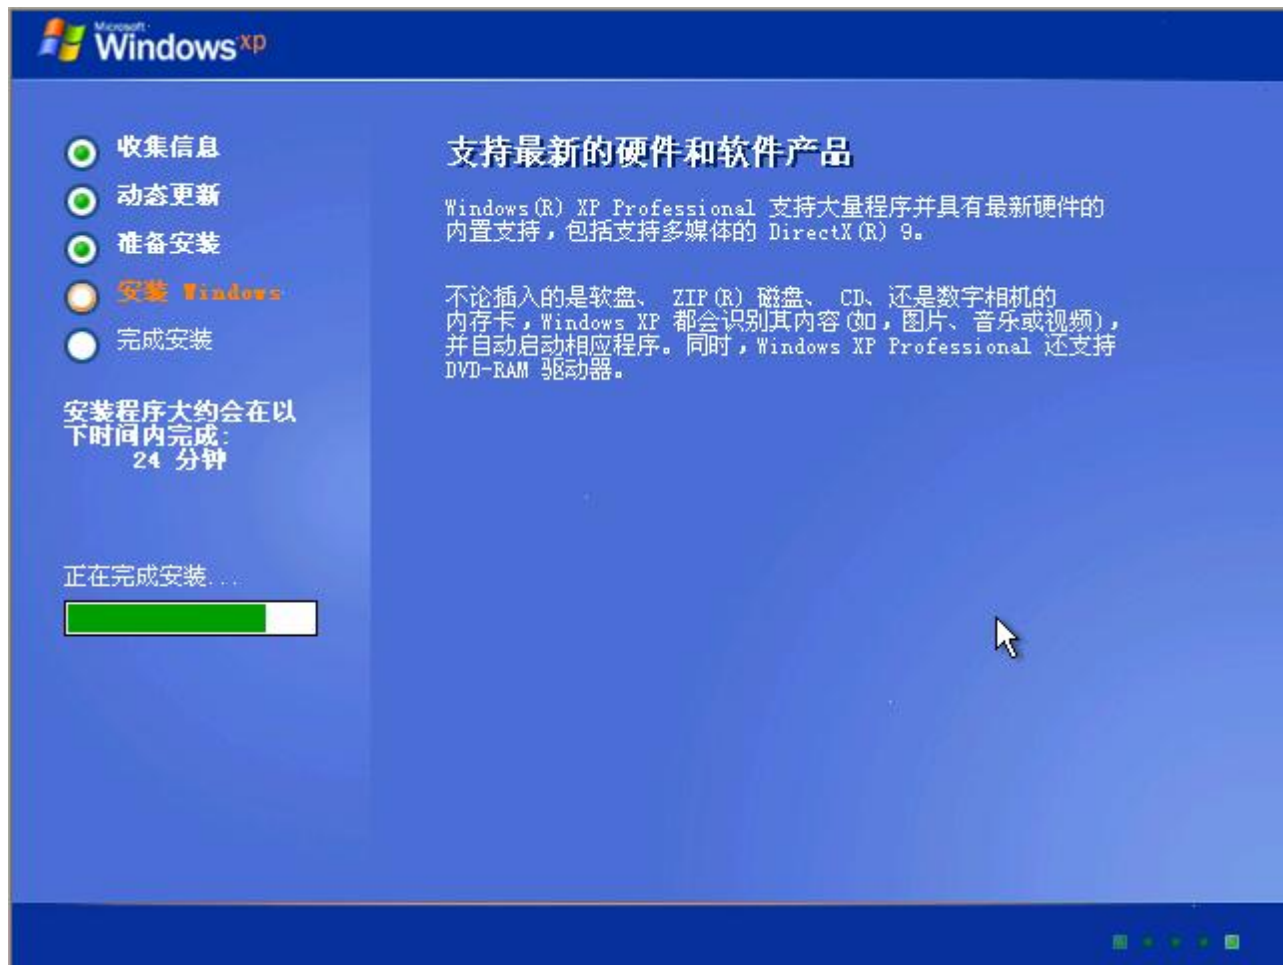 Microsoft
Windows xp
收集信息
动态更新
准备安装
安装 Windows
完成安装
安装程序大约会在以
下时间内完成:
24 分钟
正在完成安装...
支持最新的硬件和软件产品
Windows(R) XP Professional 支持大量程序并具有最新硬件的
内置支持，包括支持多媒体的 DirectX(R) 9。
不论插入的是软盘、 ZIP(R) 磁盘、 CD、还是数字相机的
内存卡，Windows XP 都会识别其内容(如，图片、音乐或视频)，
并自动启动相应程序。同时，Windows XP Professional 还支持
DVD-RAM 驱动器。